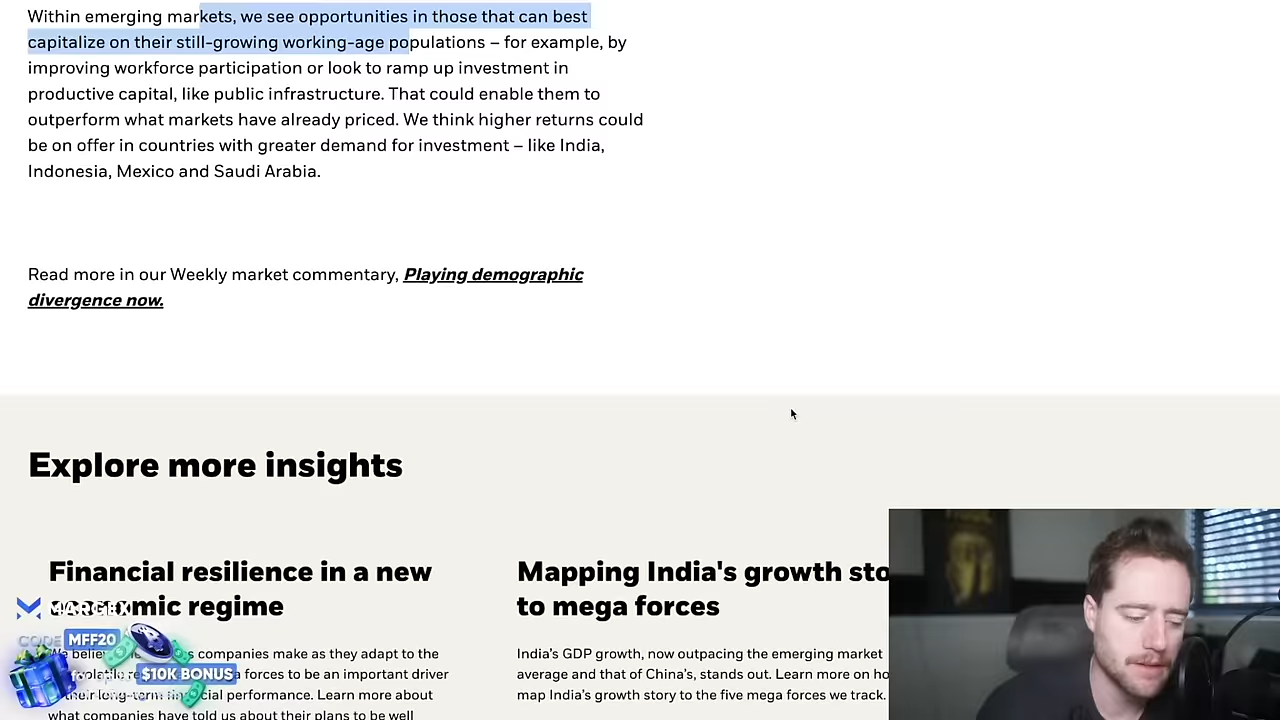 Within emerging markets, we see opportunities in those that can best
capitalize on their still-growing working-age populations – for example, by
improving workforce participation or look to ramp up investment in
productive capital, like public infrastructure. That could enable them to
outperform what markets have already priced. We think higher returns could
be on offer in countries with greater demand for investment – like India,
Indonesia, Mexico and Saudi Arabia.
Read more in our Weekly market commentary, Playing demographic
divergence now.
Explore more insights
Financial resilience in a new
regime
Mapping India's growth
to mega forces
companies make as they adapt to the
forces to be an important driver
long-term financial performance. Learn more about
what companies have told us about their plans to be well
India's GDP growth, now outpacing the emerging market
average and that of China's, stands out. Learn more on
map India's growth story to the five mega forces we track.
MARGEX
CODE MFF20
$10K BONUS